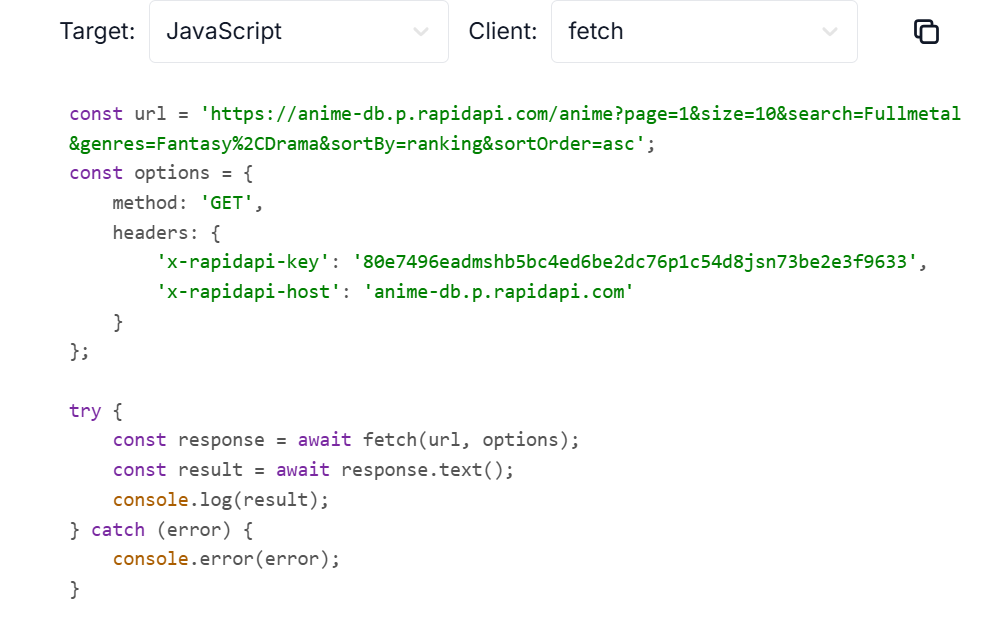 Target: JavaScript Client: fetch
const url = 'https://anime-db.p.rapidapi.com/anime?page=1&size=10&search=Fullmetal
&genres=Fantasy%2CDrama&sortBy=ranking&sortOrder=asc';
const options = {
    method: 'GET',
    headers: {
        'x-rapidapi-key': '80e7496eadmshb5bc4ed6be2dc76p1c54d8jsn73be2e3f9633',
        'x-rapidapi-host': 'anime-db.p.rapidapi.com'
    }
};
try {
    const response = await fetch(url, options);
    const result = await response.text();
    console.log(result);
} catch (error) {
    console.error(error);
}